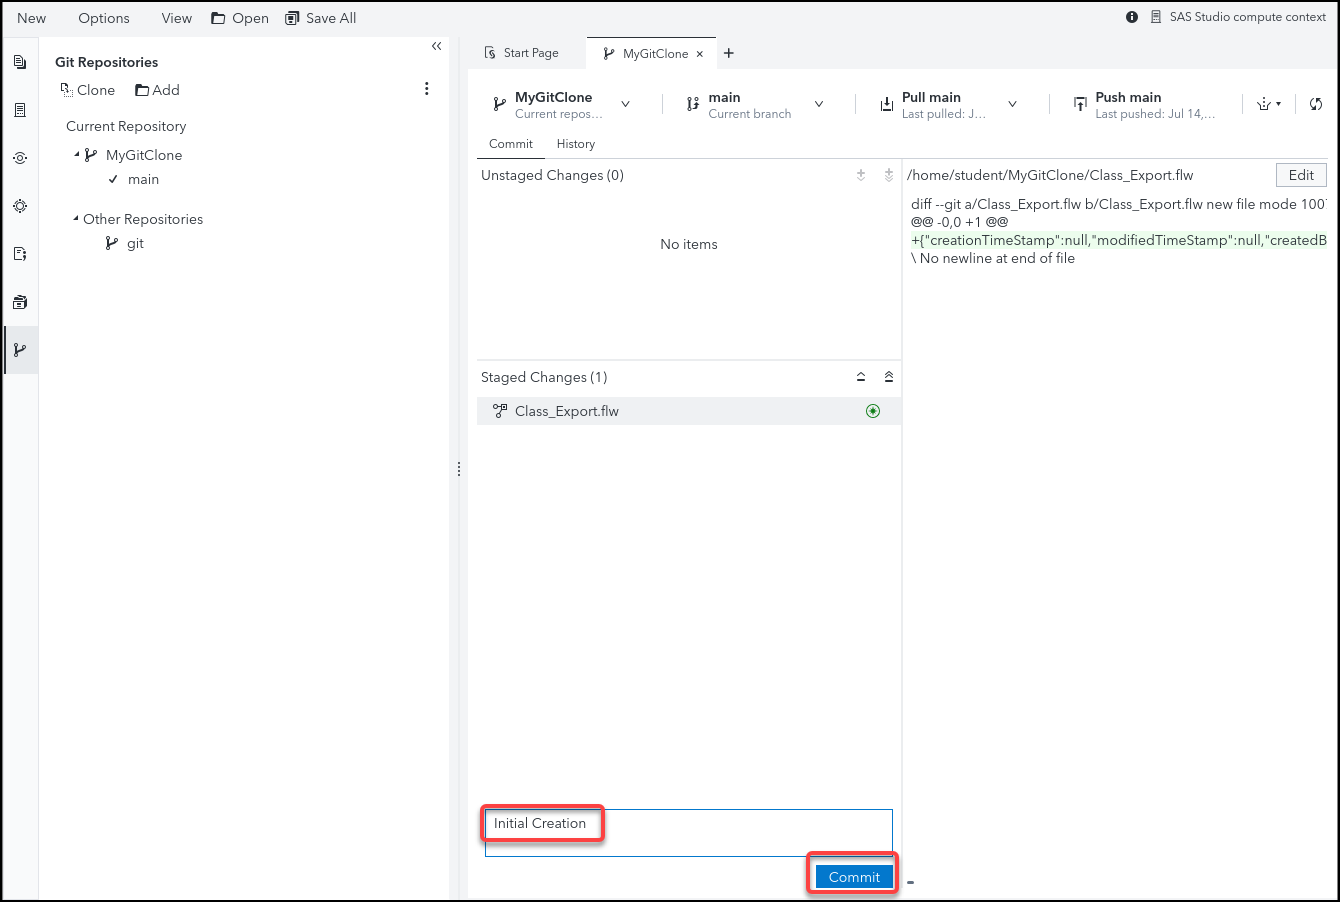 New Options View Open Save All SAS Studio compute context
Git Repositories
Clone Add
Current Repository
MyGitClone
main
Other Repositories
git
Start Page MyGitClone
MyGitClone
Current repos...
main
Current branch
Pull main
Last pulled: J...
Push main
Last pushed: Jul 14,...
Commit History
Unstaged Changes (0)
No items
Staged Changes (1)
Class_Export.flw
Initial Creation
Commit
/home/student/MyGitClone/Class_Export.flw Edit
diff --git a/Class_Export.flw b/Class_Export.flw new file mode 100
@@ -0,0 +1 @@
+{"creationTimeStamp":null,"modifiedTimeStamp":null,"createdB
\ No newline at end of file